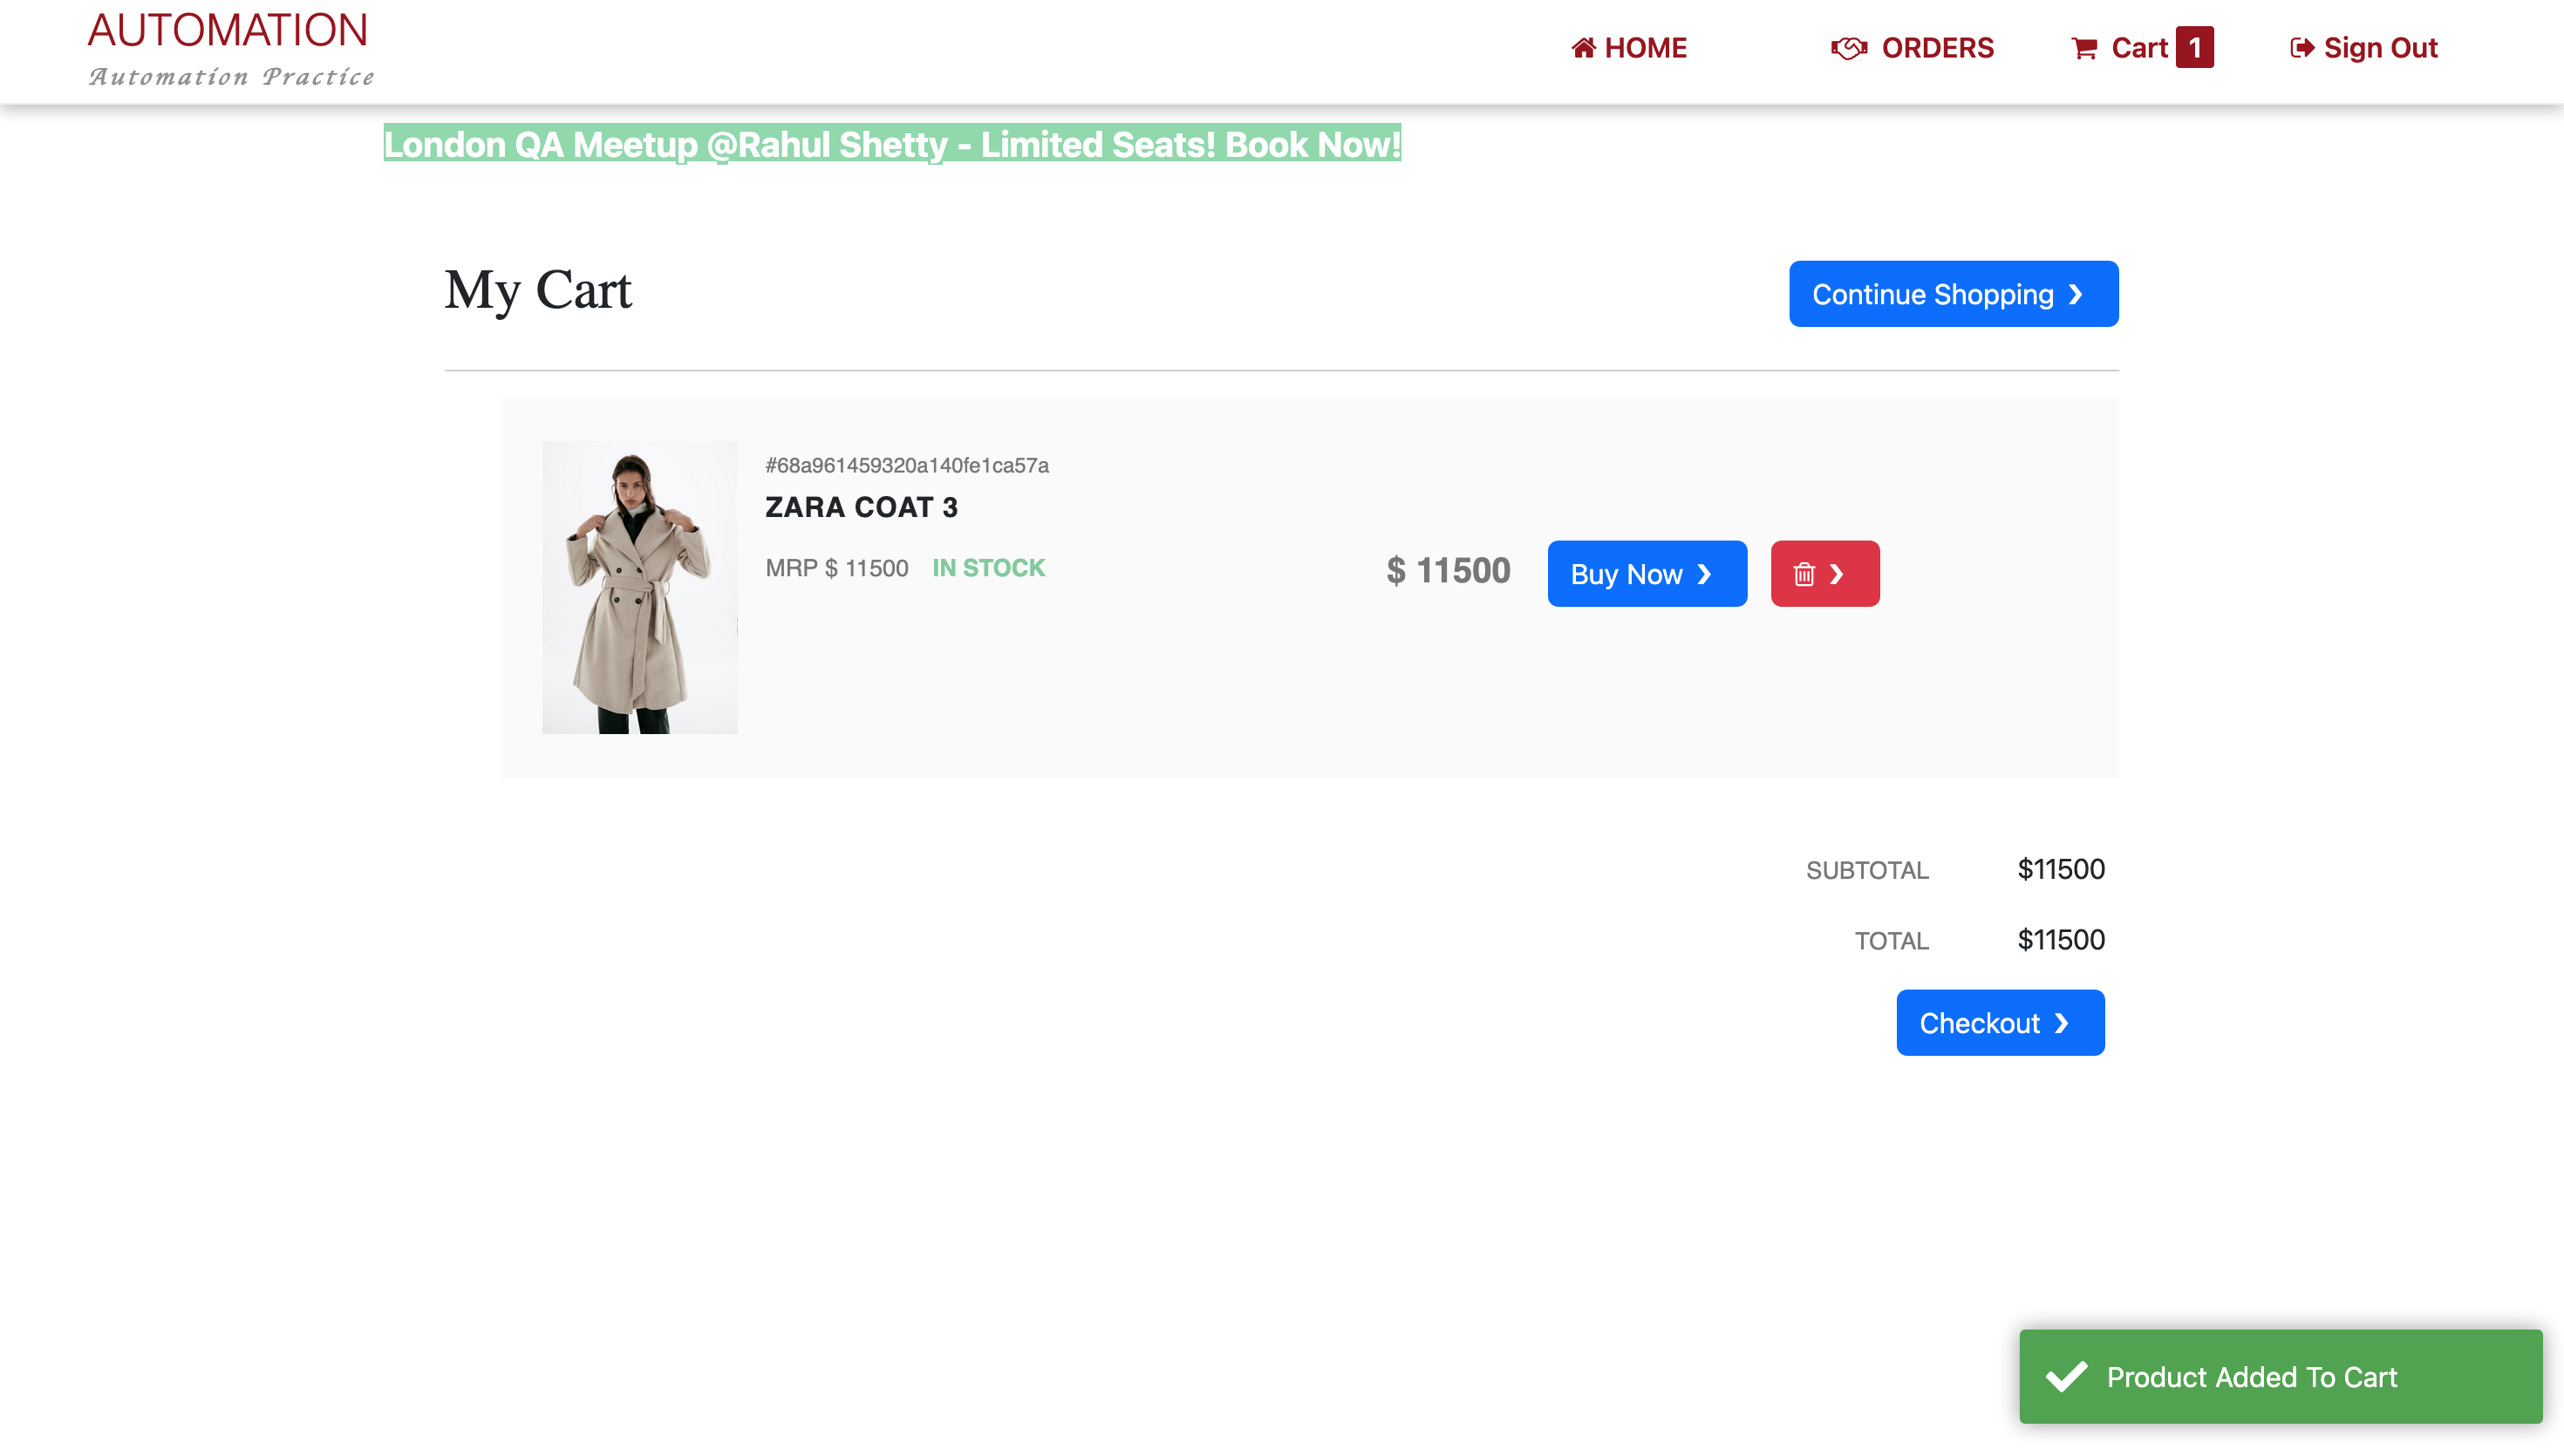 AUTOMATION
Automation Practice
HOME
ORDERS
Cart 1
Sign Out
London QA Meetup @Rahul Shetty - Limited Seats! Book Now!
My Cart
Continue Shopping ❯
#68a961459320a140fe1ca57a
ZARA COAT 3
MRP $ 11500 IN STOCK
$ 11500
Buy Now ❯
❯
SUBTOTAL $11500
TOTAL $11500
Checkout ❯
Product Added To Cart